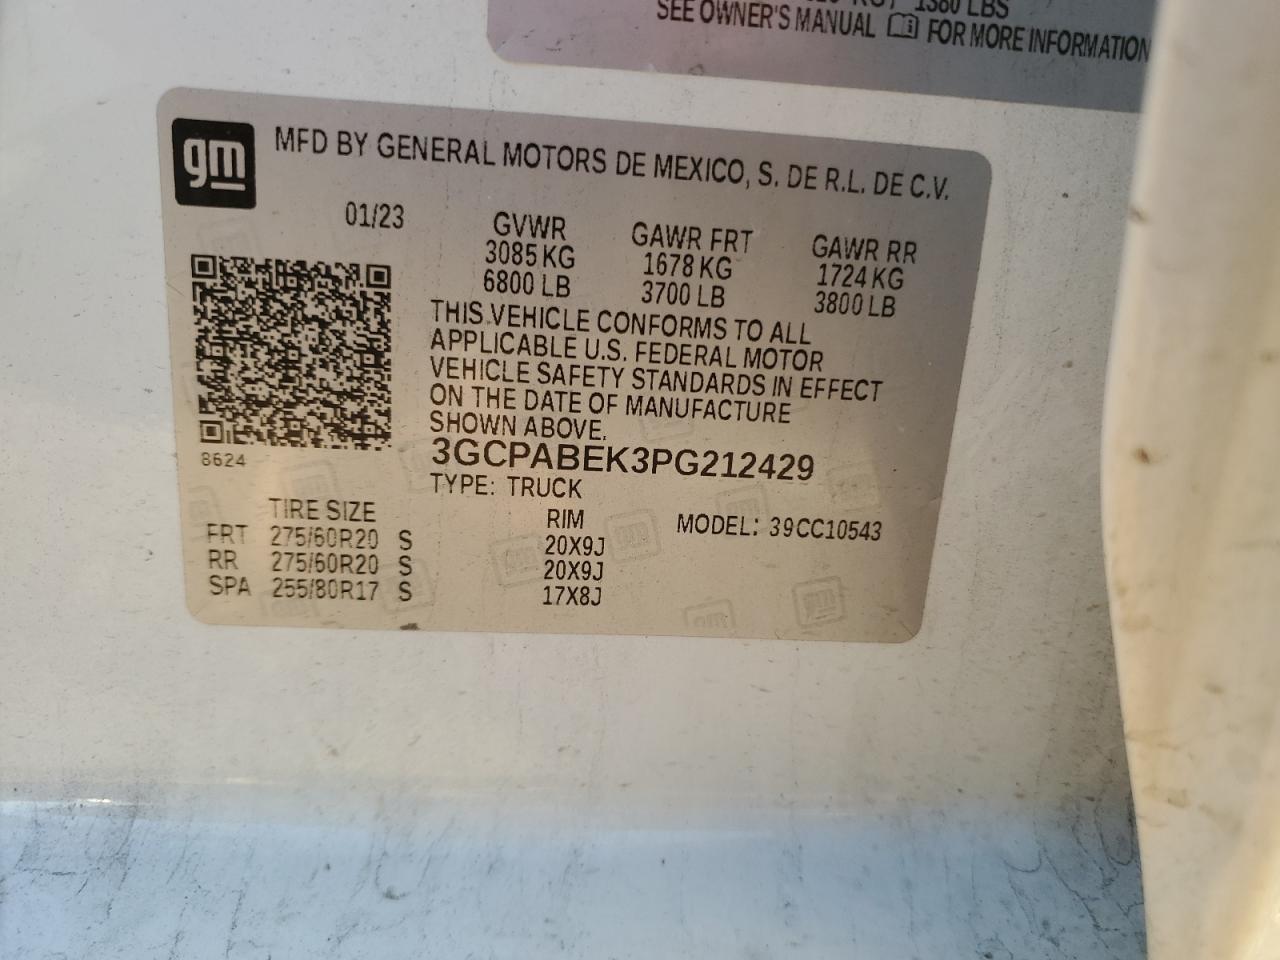 1380 LBS
SEE OWNER'S MANUAL FOR MORE INFORMATION
gm
MFD BY GENERAL MOTORS DE MEXICO, S. DE R.L. DE C.V.
01/23
GVWR GAWR FRT GAWR RR
3085 KG 1678 KG 1724 KG
6800 LB 3700 LB 3800 LB
THIS VEHICLE CONFORMS TO ALL
APPLICABLE U.S. FEDERAL MOTOR
VEHICLE SAFETY STANDARDS IN EFFECT
ON THE DATE OF MANUFACTURE
SHOWN ABOVE.
8624
3GCPABEK3PG212429
TYPE: TRUCK
TIRE SIZE RIM MODEL: 39CC10543
FRT 275/60R20 S 20X9J
RR 275/60R20 S 20X9J
SPA 255/80R17 S 17X8J